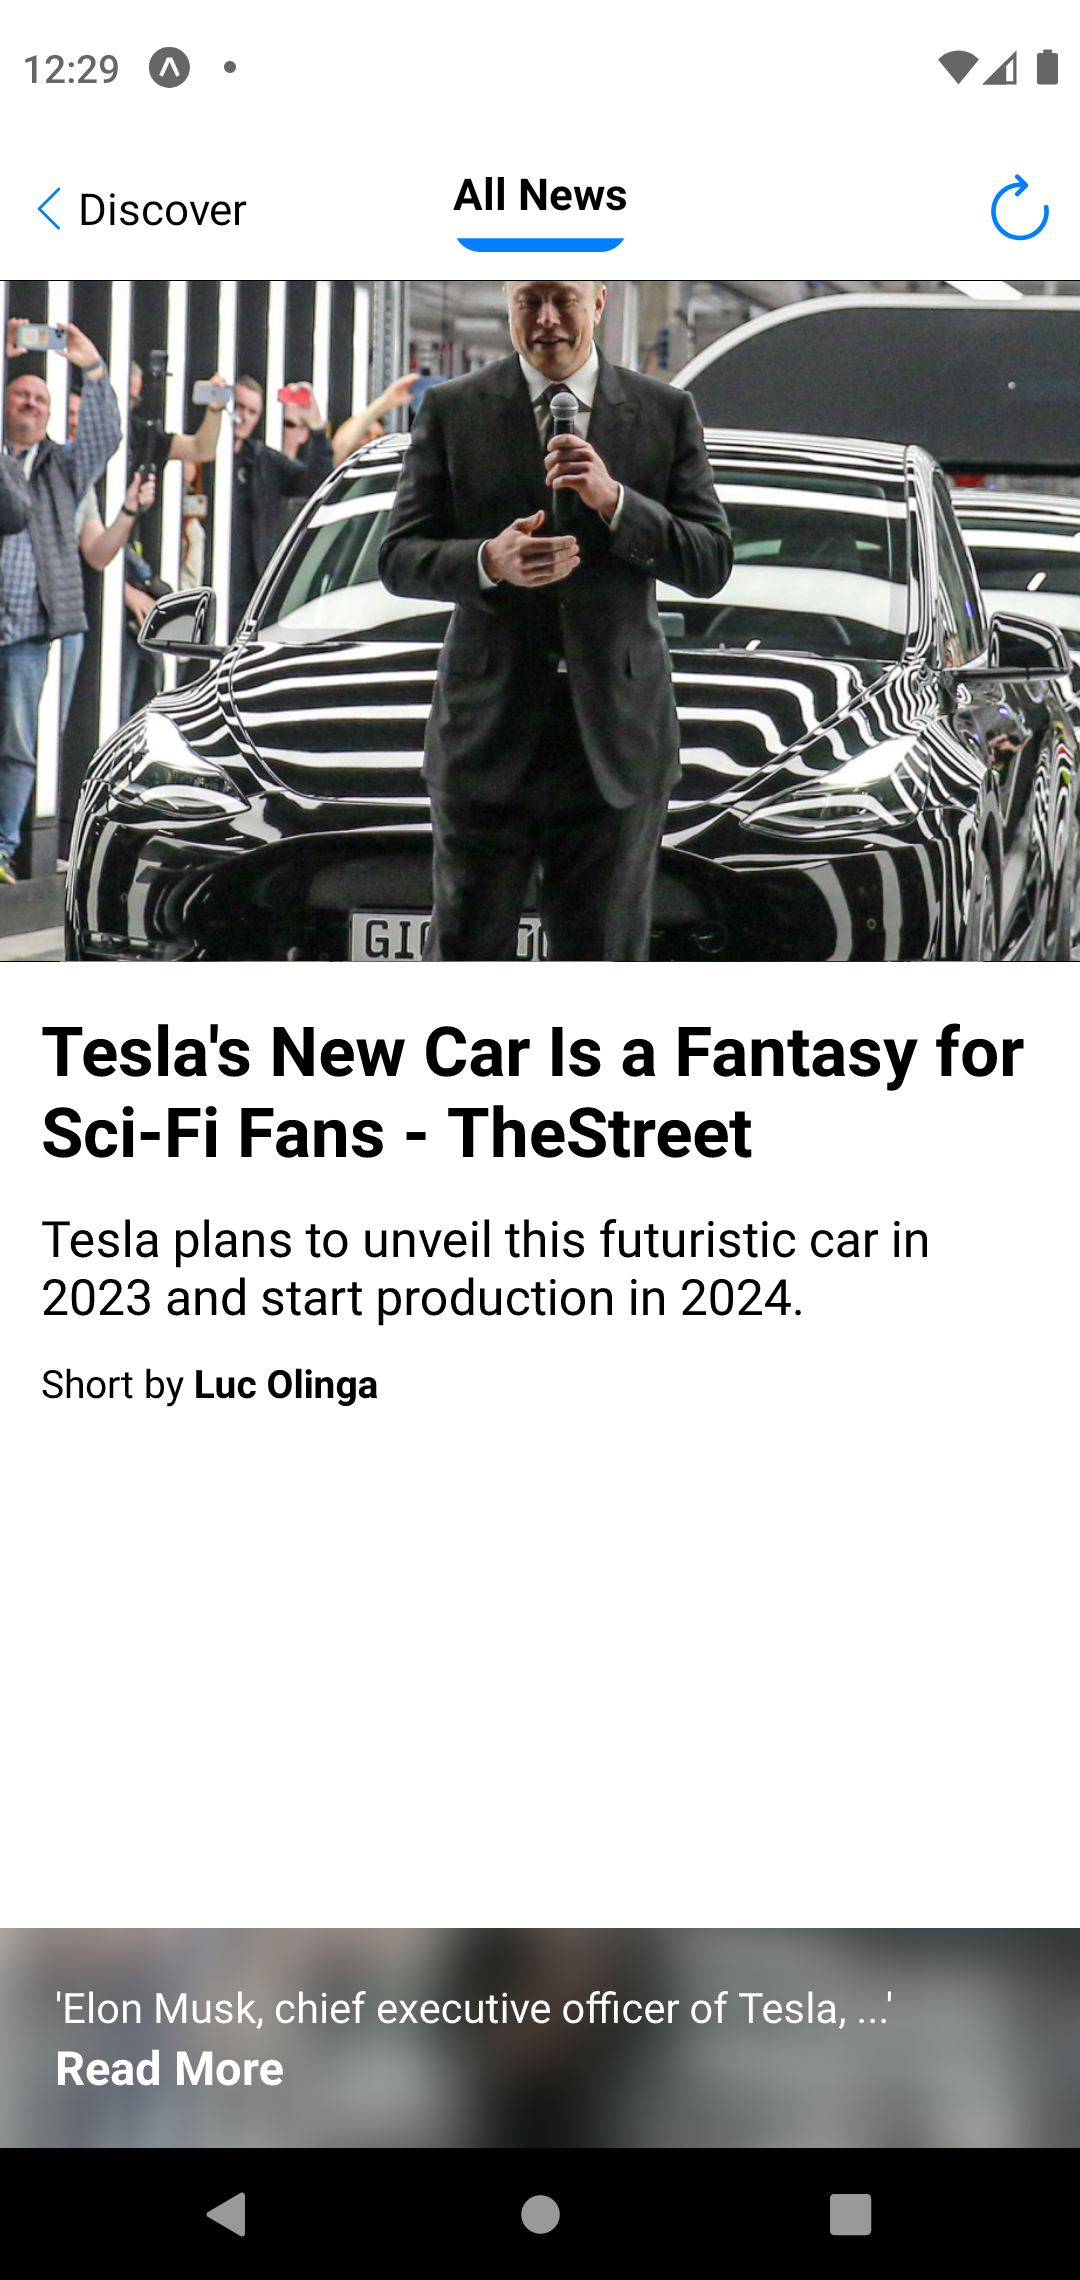 12:29
Discover
All News
GI
Tesla's New Car Is a Fantasy for
Sci-Fi Fans - TheStreet
Tesla plans to unveil this futuristic car in
2023 and start production in 2024.
Short by Luc Olinga
'Elon Musk, chief executive officer of Tesla, ...'
Read More